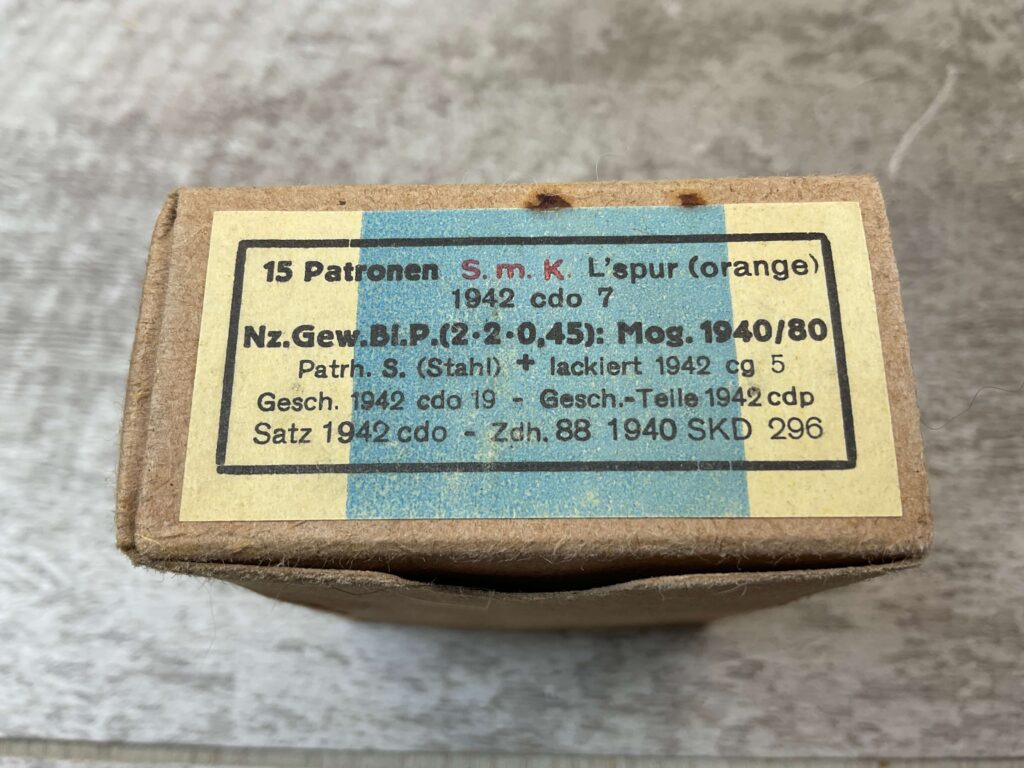 15 Patronen S. m. K. L'spur (orange)
1942 cdo 7
Nz.Gew.Bl.P.(2·2·0,45): Mog. 1940/80
Patrh. S. (Stahl) + lackiert 1942 cg 5
Gesch. 1942 cdo 19 - Gesch.-Teile 1942 cdp
Satz 1942 cdo - Zdh. 88 1940 SKD 296